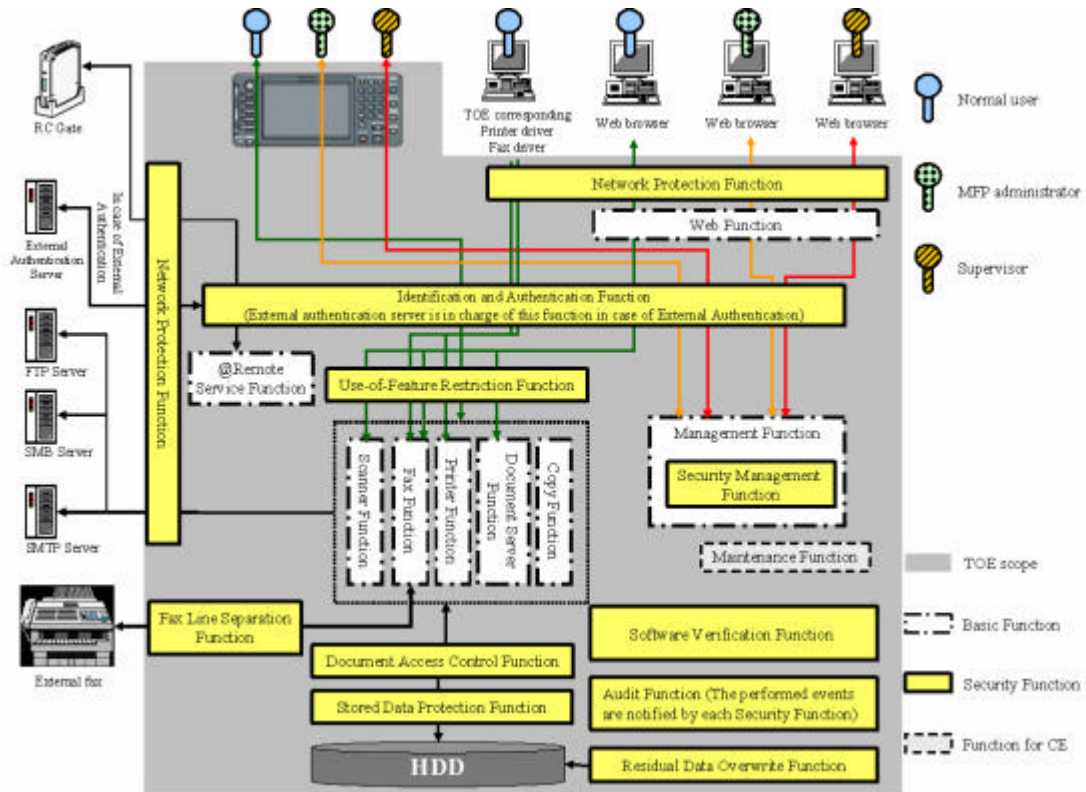 RC Gate
TOE corresponding
Printer driver
Fax driver
Web browser
Web browser
Web browser
Normal user
MFP administrator
Supervisor
In case of External
Authentication
External
Authentication
Server
FTP Server
SMB Server
SMTP Server
External fax
Network Protection Function
Network Protection Function
Web Function
Identification and Authentication Function
(External authentication server is in charge of this function in case of External Authentication)
@Remote
Service Function
Use-of-Feature Restriction Function
Scanner Function
Fax Function
Printer Function
Document Server
Function
Copy Function
Management Function
Security Management
Function
Maintenance Function
Fax Line Separation
Function
Document Access Control Function
Stored Data Protection Function
HDD
Software Verification Function
Audit Function (The performed events
are notified by each Security Function)
Residual Data Overwrite Function
TOE scope
Basic Function
Security Function
Function for CE